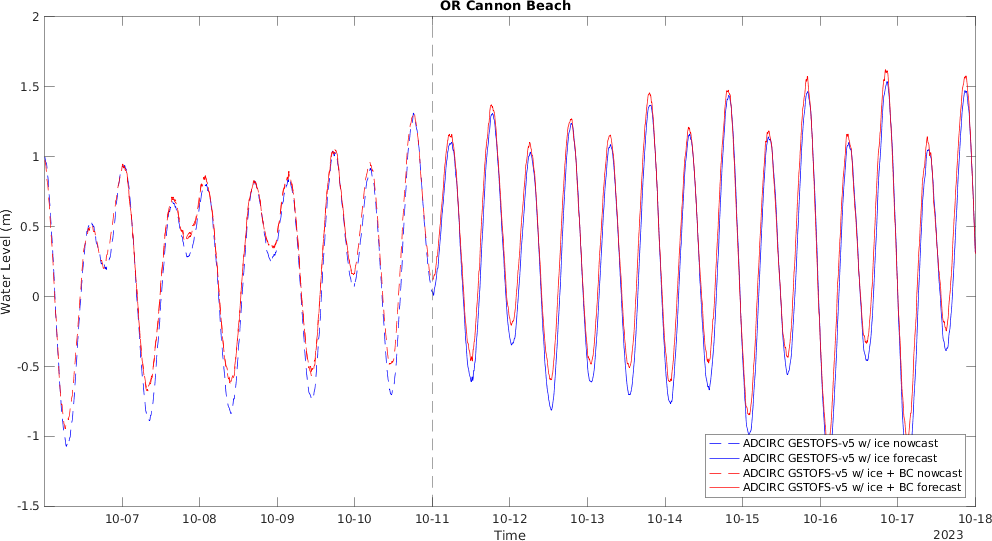 OR Cannon Beach
2
1.5
1
0.5
0
-0.5
-1
-1.5
Water Level (m)
ADCIRC GESTOFS-v5 w/ ice nowcast
ADCIRC GESTOFS-v5 w/ ice forecast
ADCIRC GSTOFS-v5 w/ ice + BC nowcast
ADCIRC GSTOFS-v5 w/ ice + BC forecast
10-07 10-08 10-09 10-10 10-11 10-12 10-13 10-14 10-15 10-16 10-17 10-18
Time
2023